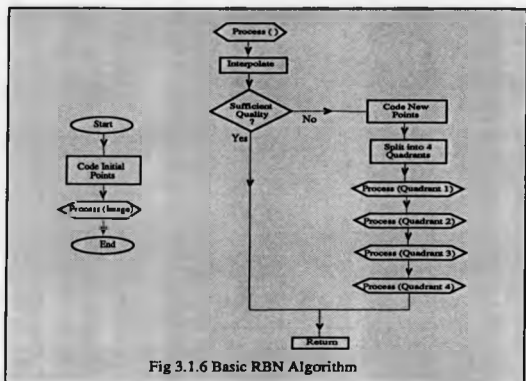 Start
Code Initial
Points
Process (Image)
End
Process ( )
Interpolate
Sufficient
Quality
?
Yes
No
Code New
Points
Split into 4
Quadrants
Process (Quadrant 1)
Process (Quadrant 2)
Process (Quadrant 3)
Process (Quadrant 4)
Return
Fig 3.1.6 Basic RBN Algorithm